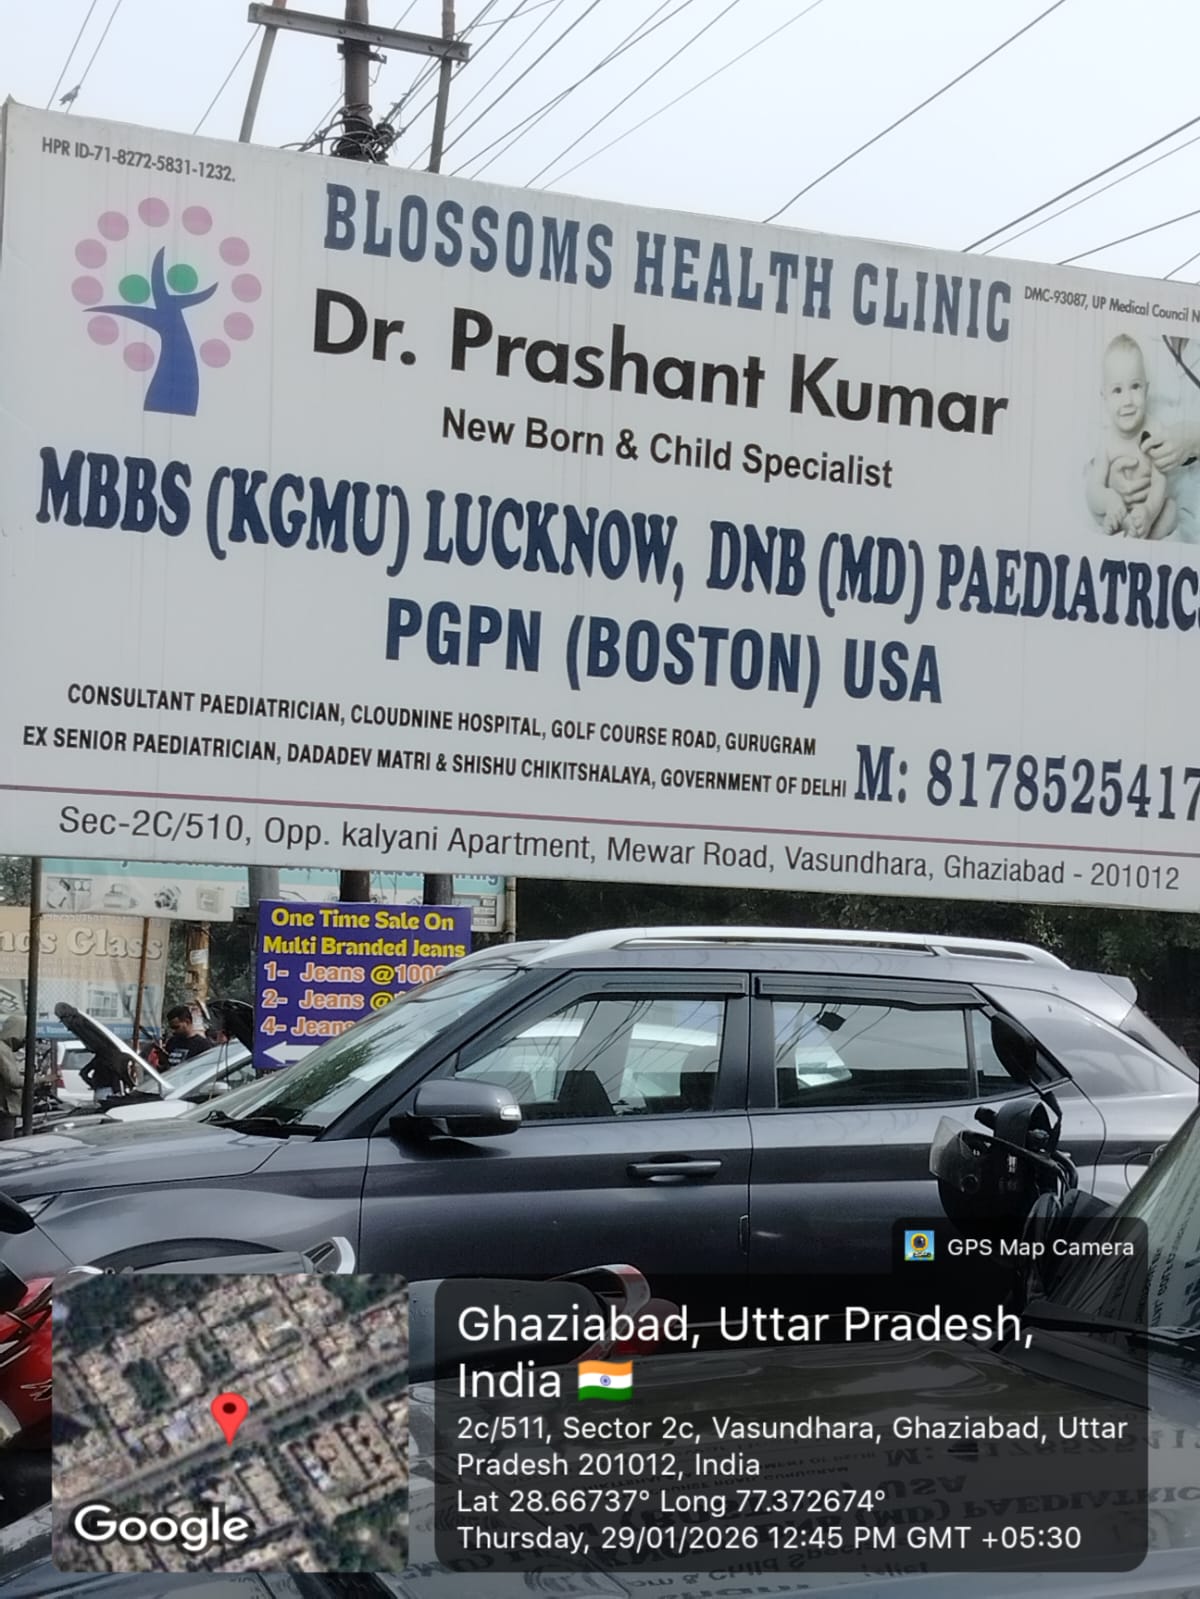 HPR ID-71-8272-5831-1232.
BLOSSOMS HEALTH CLINIC
DMC-93087, UP Medical Council N
Dr. Prashant Kumar
New Born & Child Specialist
MBBS (KGMU) LUCKNOW, DNB (MD) PAEDIATRIC
PGPN (BOSTON) USA
CONSULTANT PAEDIATRICIAN, CLOUDNINE HOSPITAL, GOLF COURSE ROAD, GURUGRAM
EX SENIOR PAEDIATRICIAN, DADADEV MATRI & SHISHU CHIKITSHALAYA, GOVERNMENT OF DELHI
M: 8178525417
Sec-2C/510, Opp. kalyani Apartment, Mewar Road, Vasundhara, Ghaziabad - 201012
Glass
One Time Sale On
Multi Branded Jeans
1- Jeans @100
2- Jeans @
4- Jeans
GPS Map Camera
Ghaziabad, Uttar Pradesh,
India
2c/511, Sector 2c, Vasundhara, Ghaziabad, Uttar
Pradesh 201012, India
Lat 28.66737° Long 77.372674°
Thursday, 29/01/2026 12:45 PM GMT +05:30
Google